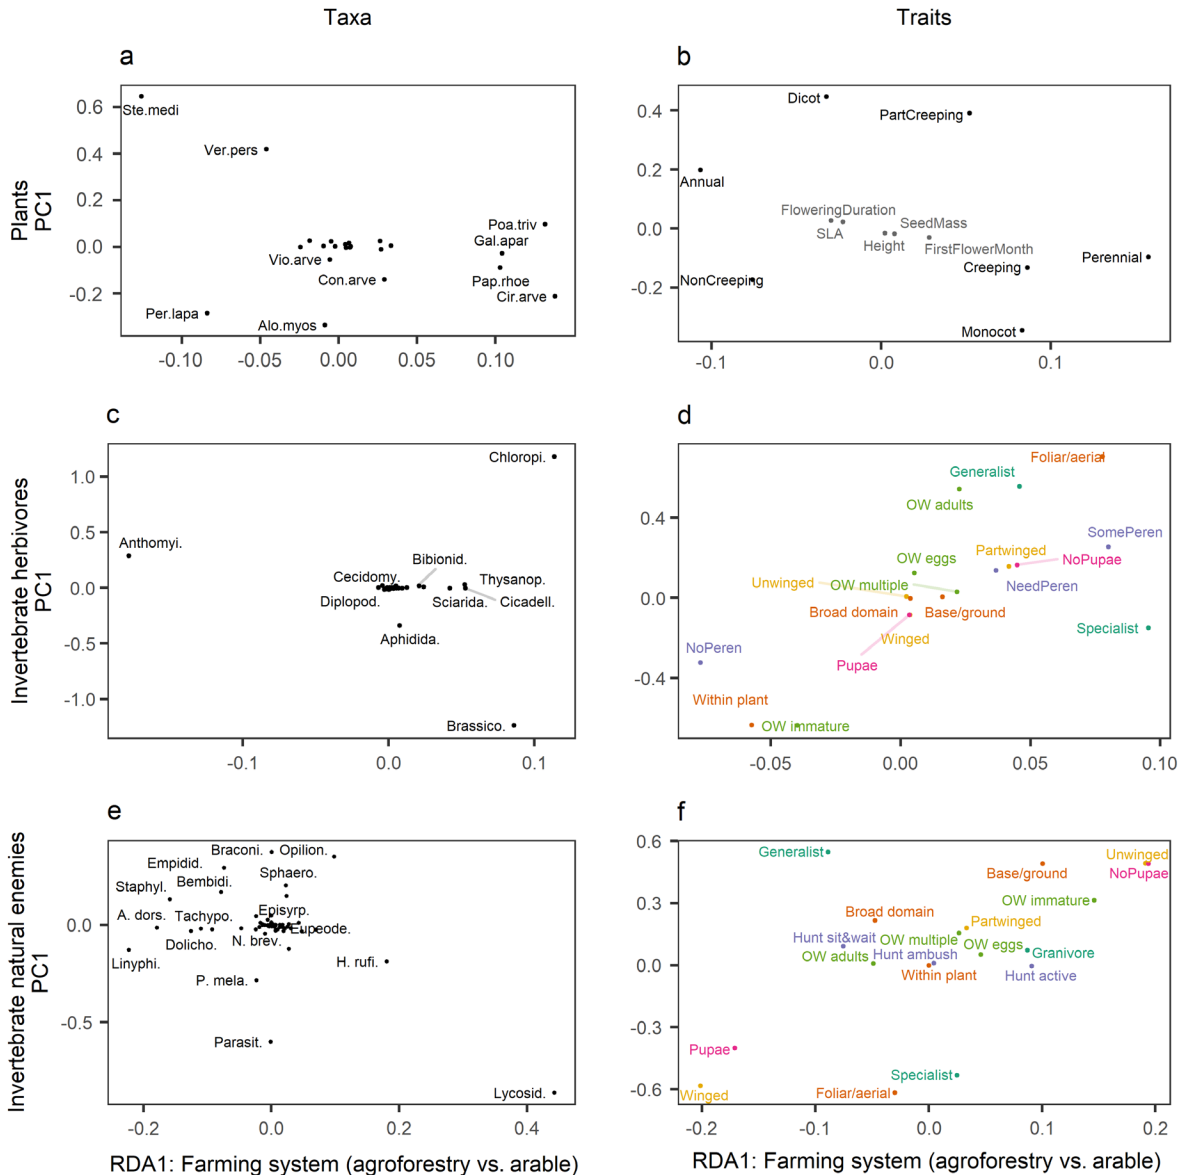 Taxa
Traits
a
Plants
PC1
0.6
0.4
0.2
0.0
-0.2
Ste.medi
Ver.pers
Poa.triv
Gal.apar
Vio.arve
Con.arve
Pap.rhoe
Cir.arve
Per.lapa
Alo.myos
-0.10
-0.05
0.00
0.05
0.10
b
0.4
0.2
0.0
-0.2
Dicot
PartCreeping
Annual
FloweringDuration
SeedMass
SLA
Height
FirstFlowerMonth
Perennial
Creeping
NonCreeping
Monocot
-0.1
0.0
0.1
c
Invertebrate herbivores
PC1
1.0
0.5
0.0
-0.5
-1.0
Chloropi.
Anthomyi.
Bibionid.
Cecidomy.
Thysanop.
Diplopod.
Sciarida.
Cicadell.
Aphidida.
Brassico.
-0.1
0.0
0.1
d
0.4
0.0
-0.4
Foliar/aerial
Generalist
OW adults
SomePeren
Partwinged
OW eggs
NoPupae
Unwinged
OW multiple
NeedPeren
Broad domain
Base/ground
Specialist
Winged
NoPeren
Pupae
Within plant
OW immature
-0.05
0.00
0.05
0.10
e
Invertebrate natural enemies
PC1
0.0
-0.5
Braconi.
Opilion.
Empidid.
Sphaero.
Bembidi.
Staphyl.
A. dors.
Tachypo.
Episyrp.
Eupeode.
Dolicho.
N. brev.
Linyphi.
H. rufi.
P. mela.
Parasit.
Lycosid.
-0.2
0.0
0.2
0.4
RDA1: Farming system (agroforestry vs. arable)
f
0.6
0.3
0.0
-0.3
-0.6
Generalist
Unwinged
Base/ground
NoPupae
OW immature
Broad domain
Partwinged
Hunt sit&wait
OW multiple
OW eggs
OW adults
Hunt ambush
Granivore
Within plant
Hunt active
Pupae
Specialist
Winged
Foliar/aerial
-0.2
-0.1
0.0
0.1
0.2
RDA1: Farming system (agroforestry vs. arable)